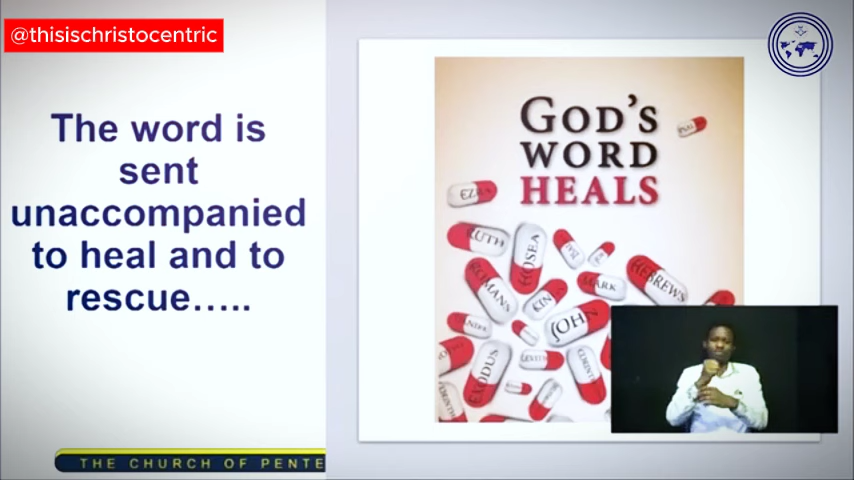 @thisischristocentric
The word is
sent
unaccompanied
to heal and to
rescue.....
THE CHURCH OF PENTE
GOD'S
WORD
HEALS
EZRA
RUTH
HOSEA
ROMANS
MARK
HEBREWS
JOHN
EXODUS